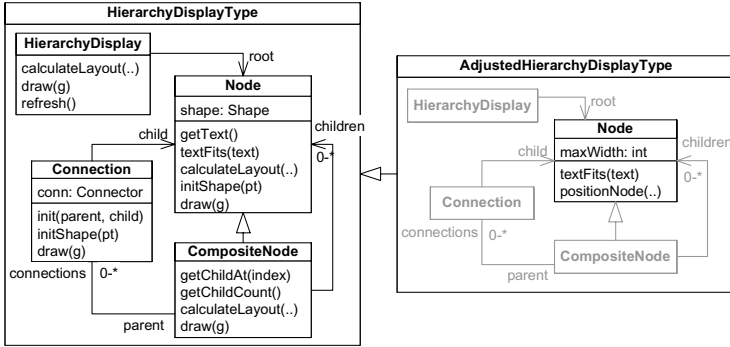 HierarchyDisplayType
HierarchyDisplay
calculateLayout(..)
draw(g)
refresh()
root
Node
shape: Shape
getText()
textFits(text)
calculateLayout(..)
initShape(pt)
draw(g)
child
children
0-*
Connection
conn: Connector
init(parent, child)
initShape(pt)
draw(g)
connections
0-*
parent
CompositeNode
getChildAt(index)
getChildCount()
calculateLayout(..)
draw(g)
AdjustedHierarchyDisplayType
HierarchyDisplay
root
Node
maxWidth: int
textFits(text)
positionNode(..)
child
children
0-*
Connection
connections
0-*
parent
CompositeNode